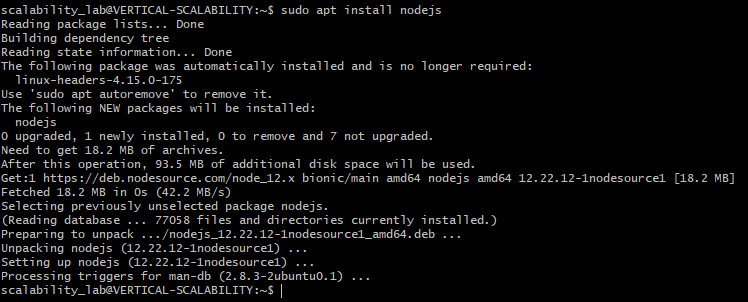 scalability_lab@VERTICAL-SCALABILITY:~$ sudo apt install nodejs
Reading package lists... Done
Building dependency tree
Reading state information... Done
The following package was automatically installed and is no longer required:
  linux-headers-4.15.0-175
Use 'sudo apt autoremove' to remove it.
The following NEW packages will be installed:
  nodejs
0 upgraded, 1 newly installed, 0 to remove and 7 not upgraded.
Need to get 18.2 MB of archives.
After this operation, 93.5 MB of additional disk space will be used.
Get:1 https://deb.nodesource.com/node_12.x bionic/main amd64 nodejs amd64 12.22.12-1nodesource1 [18.2 MB]
Fetched 18.2 MB in 0s (42.2 MB/s)
Selecting previously unselected package nodejs.
(Reading database ... 77058 files and directories currently installed.)
Preparing to unpack .../nodejs_12.22.12-1nodesource1_amd64.deb ...
Unpacking nodejs (12.22.12-1nodesource1) ...
Setting up nodejs (12.22.12-1nodesource1) ...
Processing triggers for man-db (2.8.3-2ubuntu0.1) ...
scalability_lab@VERTICAL-SCALABILITY:~$